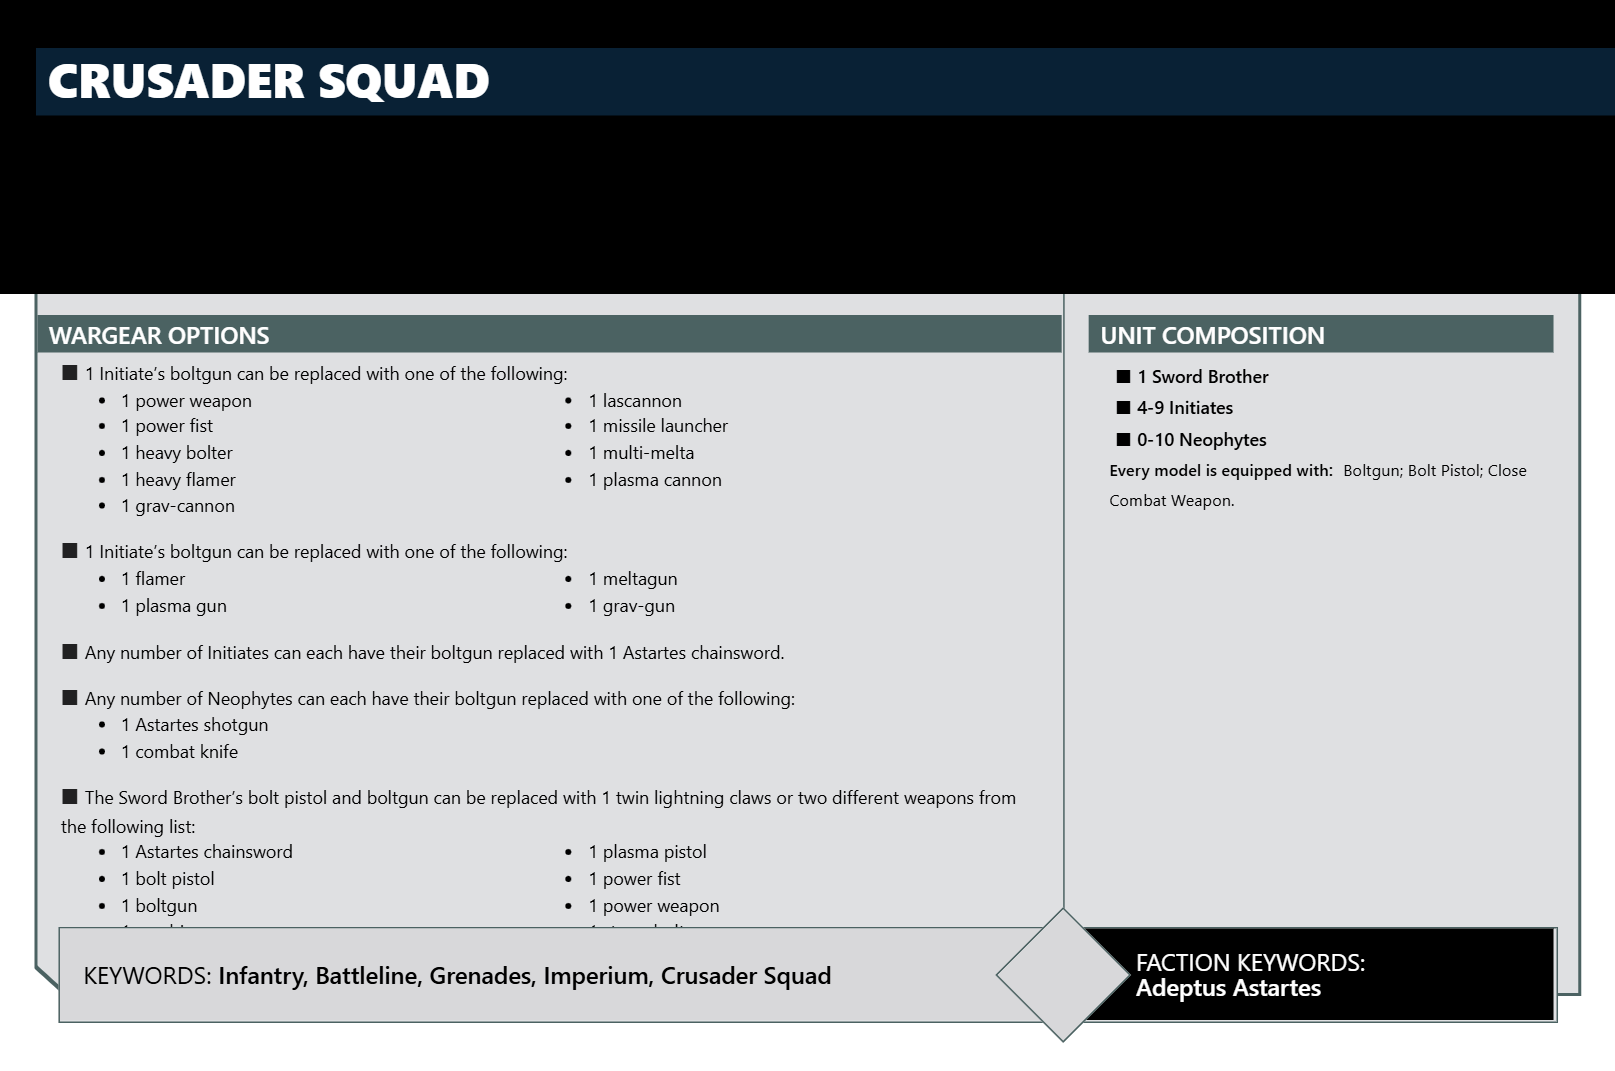 CRUSADER SQUAD
WARGEAR OPTIONS
■ 1 Initiate’s boltgun can be replaced with one of the following:
• 1 power weapon
• 1 power fist
• 1 heavy bolter
• 1 heavy flamer
• 1 grav-cannon
• 1 lascannon
• 1 missile launcher
• 1 multi-melta
• 1 plasma cannon
■ 1 Initiate’s boltgun can be replaced with one of the following:
• 1 flamer
• 1 plasma gun
• 1 meltagun
• 1 grav-gun
■ Any number of Initiates can each have their boltgun replaced with 1 Astartes chainsword.
■ Any number of Neophytes can each have their boltgun replaced with one of the following:
• 1 Astartes shotgun
• 1 combat knife
■ The Sword Brother’s bolt pistol and boltgun can be replaced with 1 twin lightning claws or two different weapons from
the following list:
• 1 Astartes chainsword
• 1 bolt pistol
• 1 boltgun
• 1 plasma pistol
• 1 power fist
• 1 power weapon
UNIT COMPOSITION
■ 1 Sword Brother
■ 4-9 Initiates
■ 0-10 Neophytes
Every model is equipped with: Boltgun; Bolt Pistol; Close
Combat Weapon.
KEYWORDS: Infantry, Battleline, Grenades, Imperium, Crusader Squad
FACTION KEYWORDS:
Adeptus Astartes